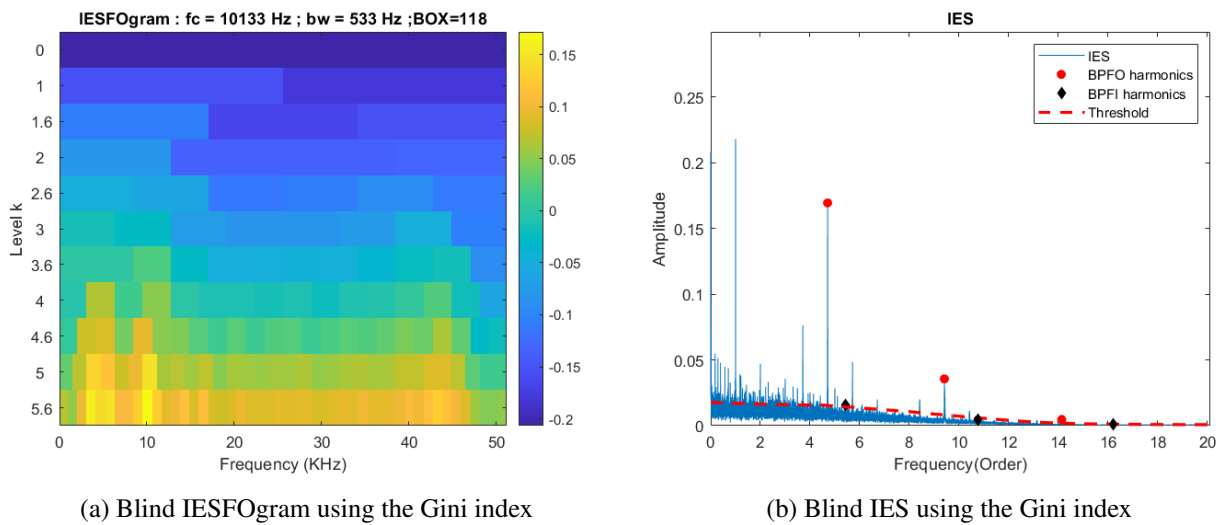 IESFOgram : fc = 10133 Hz ; bw = 533 Hz ;BOX=118
Level k
0
1
1.6
2
2.6
3
3.6
4
4.6
5
5.6
0 10 20 30 40 50
Frequency (KHz)
0.15
0.1
0.05
0
-0.05
-0.1
-0.15
-0.2
(a) Blind IESFOgram using the Gini index
IES
IES
BPFO harmonics
BPFI harmonics
Threshold
Amplitude
0.25
0.2
0.15
0.1
0.05
0
0 2 4 6 8 10 12 14 16 18 20
Frequency(Order)
(b) Blind IES using the Gini index